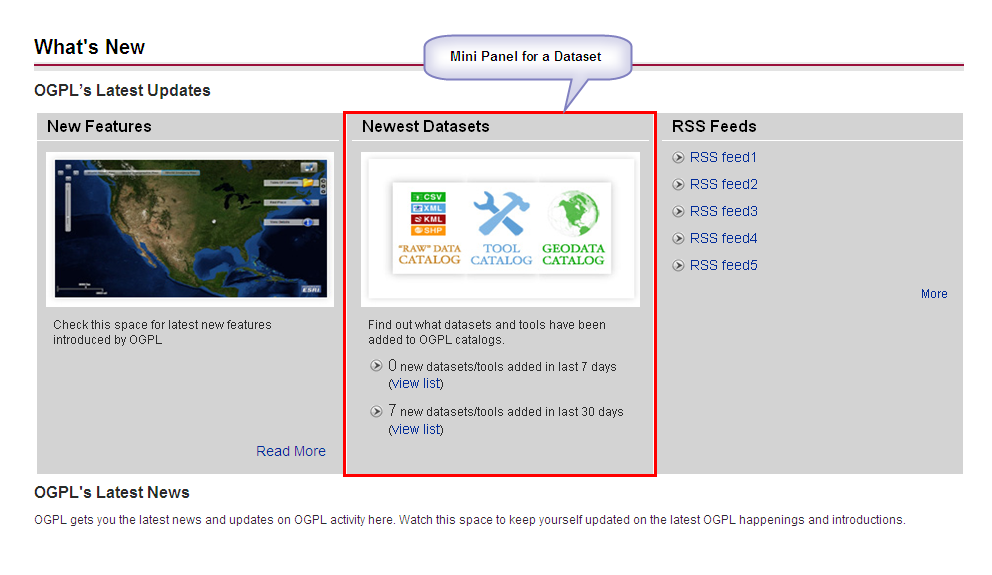 What's New
Mini Panel for a Dataset
OGPL's Latest Updates
New Features
ESRI
Check this space for latest new features
introduced by OGPL
Read More
Newest Datasets
CSV
XML
KML
SHP
"RAW" DATA
CATALOG
TOOL
CATALOG
GEODATA
CATALOG
Find out what datasets and tools have been
added to OGPL catalogs.
0 new datasets/tools added in last 7 days
(view list)
7 new datasets/tools added in last 30 days
(view list)
RSS Feeds
RSS feed1
RSS feed2
RSS feed3
RSS feed4
RSS feed5
More
OGPL's Latest News
OGPL gets you the latest news and updates on OGPL activity here. Watch this space to keep yourself updated on the latest OGPL happenings and introductions.